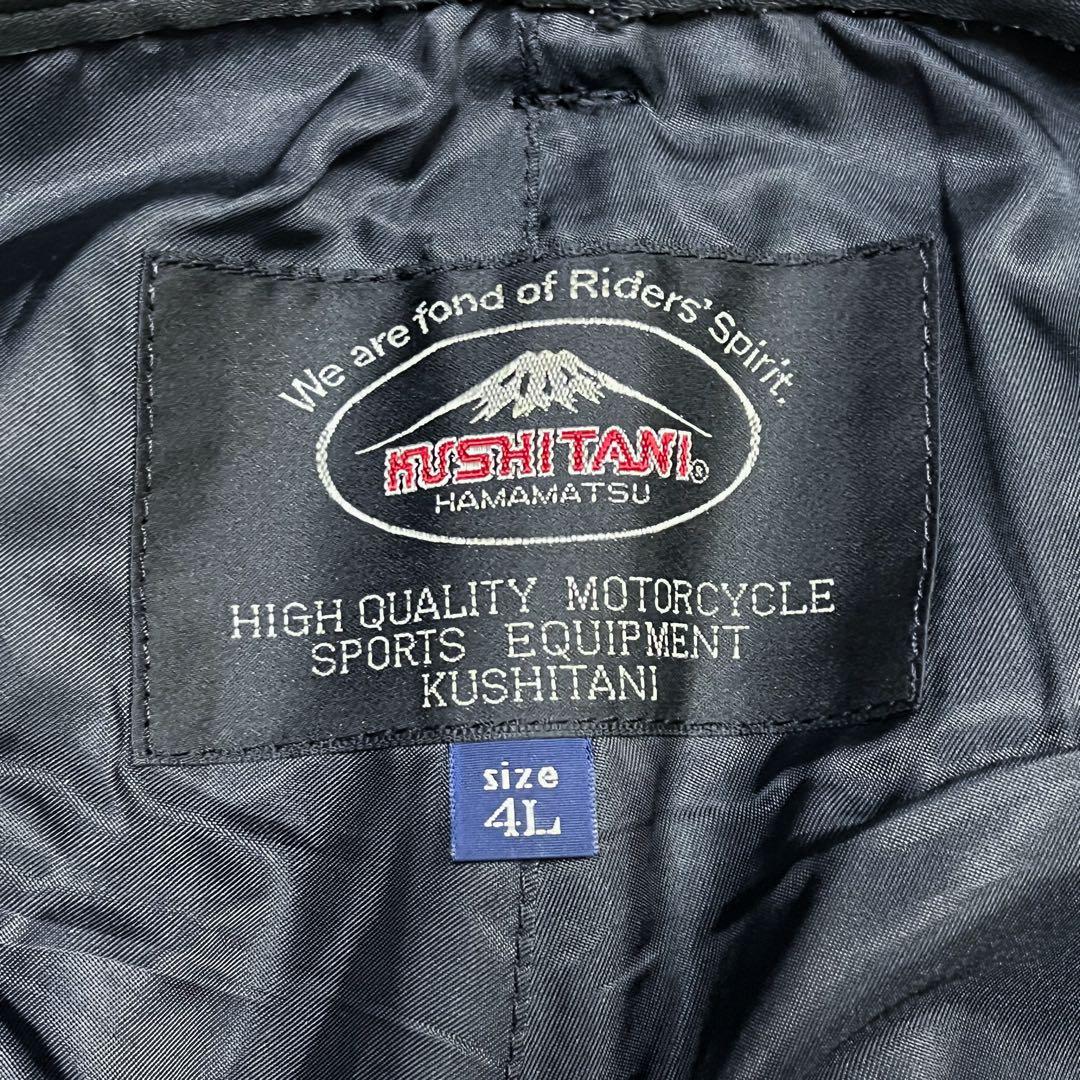 We are fond of Riders' Spirit.
KUSHITANI®
HAMAMATSU
HIGH QUALITY MOTORCYCLE
SPORTS EQUIPMENT
KUSHITANI
size
4L